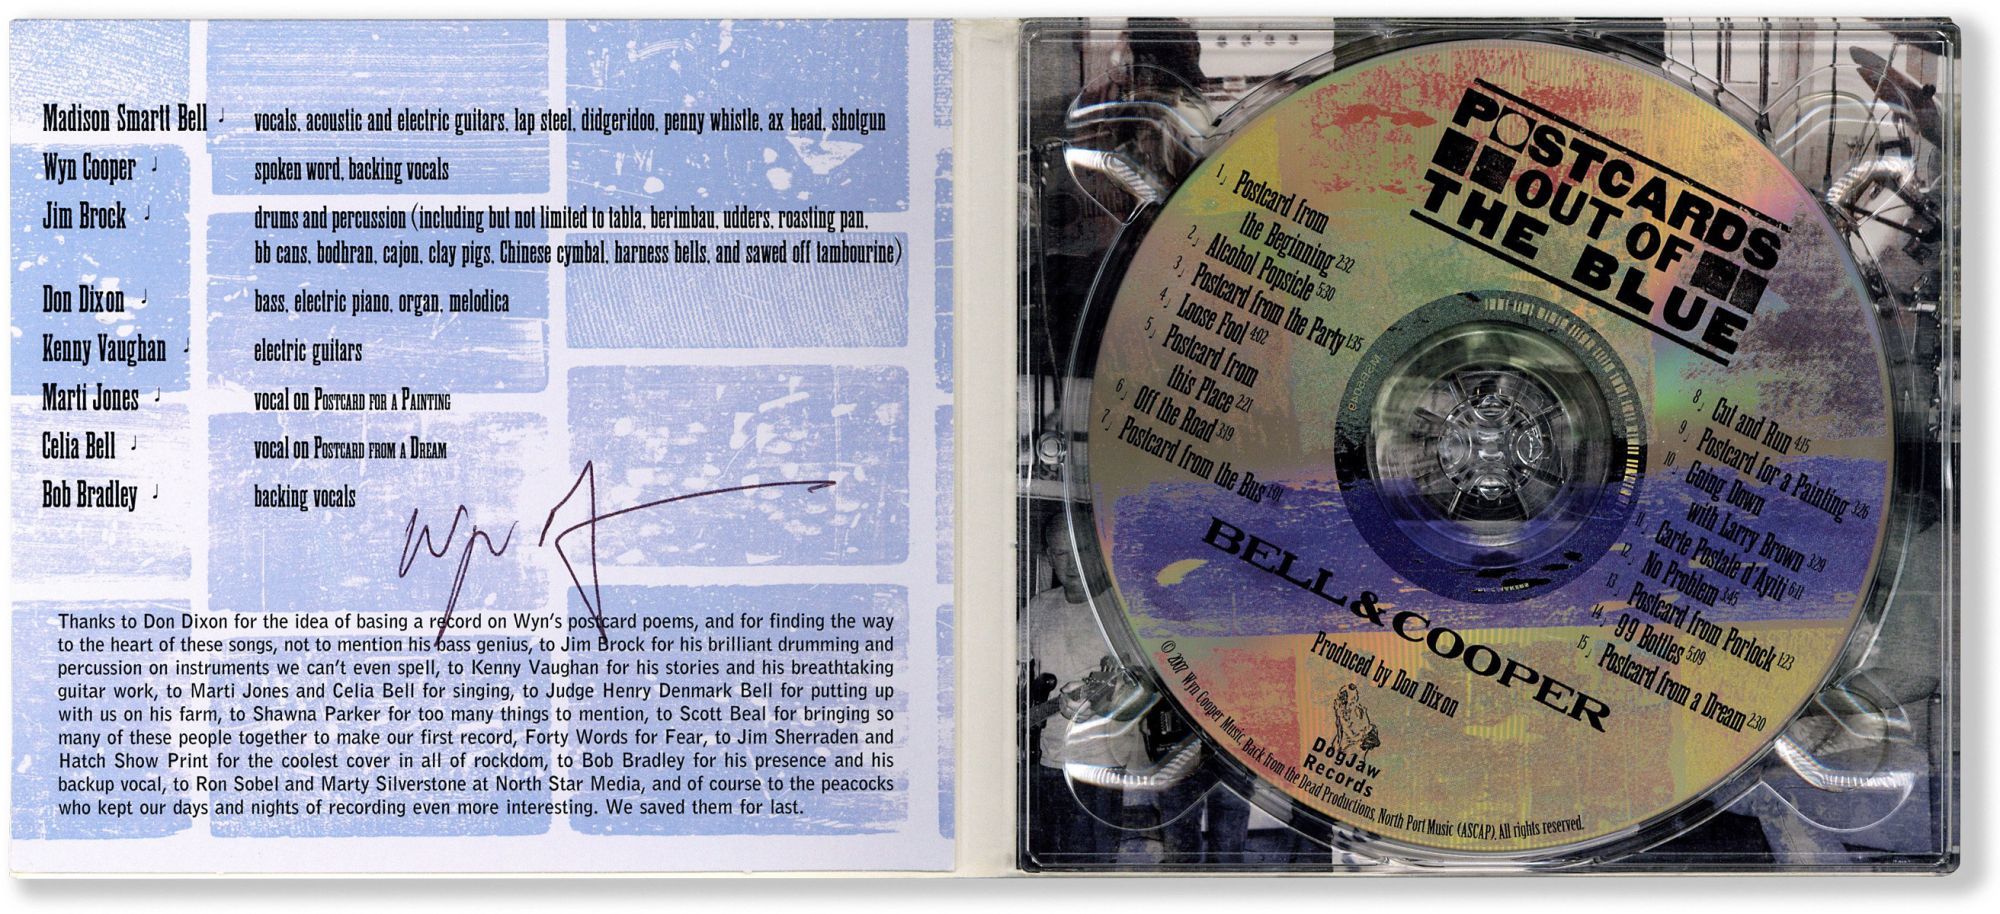 Madison Smartt Bell ♩ vocals, acoustic and electric guitars, lap steel, didgeridoo, penny whistle, ax head, shotgun
Wyn Cooper ♩ spoken word, backing vocals
Jim Brock ♩ drums and percussion (including but not limited to tabla, berimbau, udders, roasting pan,
bb cans, bodhran, cajon, clay pigs, Chinese cymbal, harness bells, and sawed off tambourine)
Don Dixon ♩ bass, electric piano, organ, melodica
Kenny Vaughan ♩ electric guitars
Marti Jones ♩ vocal on Postcard for a Painting
Celia Bell ♩ vocal on Postcard from a Dream
Bob Bradley ♩ backing vocals
Wyn
Thanks to Don Dixon for the idea of basing a record on Wyn's postcard poems, and for finding the way
to the heart of these songs, not to mention his bass genius, to Jim Brock for his brilliant drumming and
percussion on instruments we can't even spell, to Kenny Vaughan for his stories and his breathtaking
guitar work, to Marti Jones and Celia Bell for singing, to Judge Henry Denmark Bell for putting up
with us on his farm, to Shawna Parker for too many things to mention, to Scott Beal for bringing so
many of these people together to make our first record, Forty Words for Fear, to Jim Sherraden and
Hatch Show Print for the coolest cover in all of rockdom, to Bob Bradley for his presence and his
backup vocal, to Ron Sobel and Marty Silverstone at North Star Media, and of course to the peacocks
who kept our days and nights of recording even more interesting. We saved them for last.
POSTCARDS
OUT OF
THE BLUE
1 ♩ Postcard from
the Beginning 2:32
2 ♩ Alcohol Popsicle 5:30
3 ♩ Postcard from the Party 1:35
4 ♩ Loose Fool 4:02
5 ♩ Postcard from
this Place 2:21
6 ♩ Off the Road 3:19
7 ♩ Postcard from the Bus 1:01
8 ♩ Cut and Run 4:15
9 ♩ Postcard for a Painting 3:26
10 ♩ Going Down
with Larry Brown 3:29
11 ♩ Carte Postale d'Ayiti 6:11
12 ♩ No Problem 3:45
13 ♩ Postcard from Porlock 1:23
14 ♩ 99 Bottles 5:09
15 ♩ Postcard from a Dream 2:30
BELL & COOPER
Produced by Don Dixon
DogJaw
Records
© 2007 Wyn Cooper Music, Back from the Dead Productions, North Port Music (ASCAP). All rights reserved.